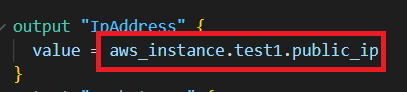 output "IpAddress" {
value = aws_instance.test1.public_ip
}